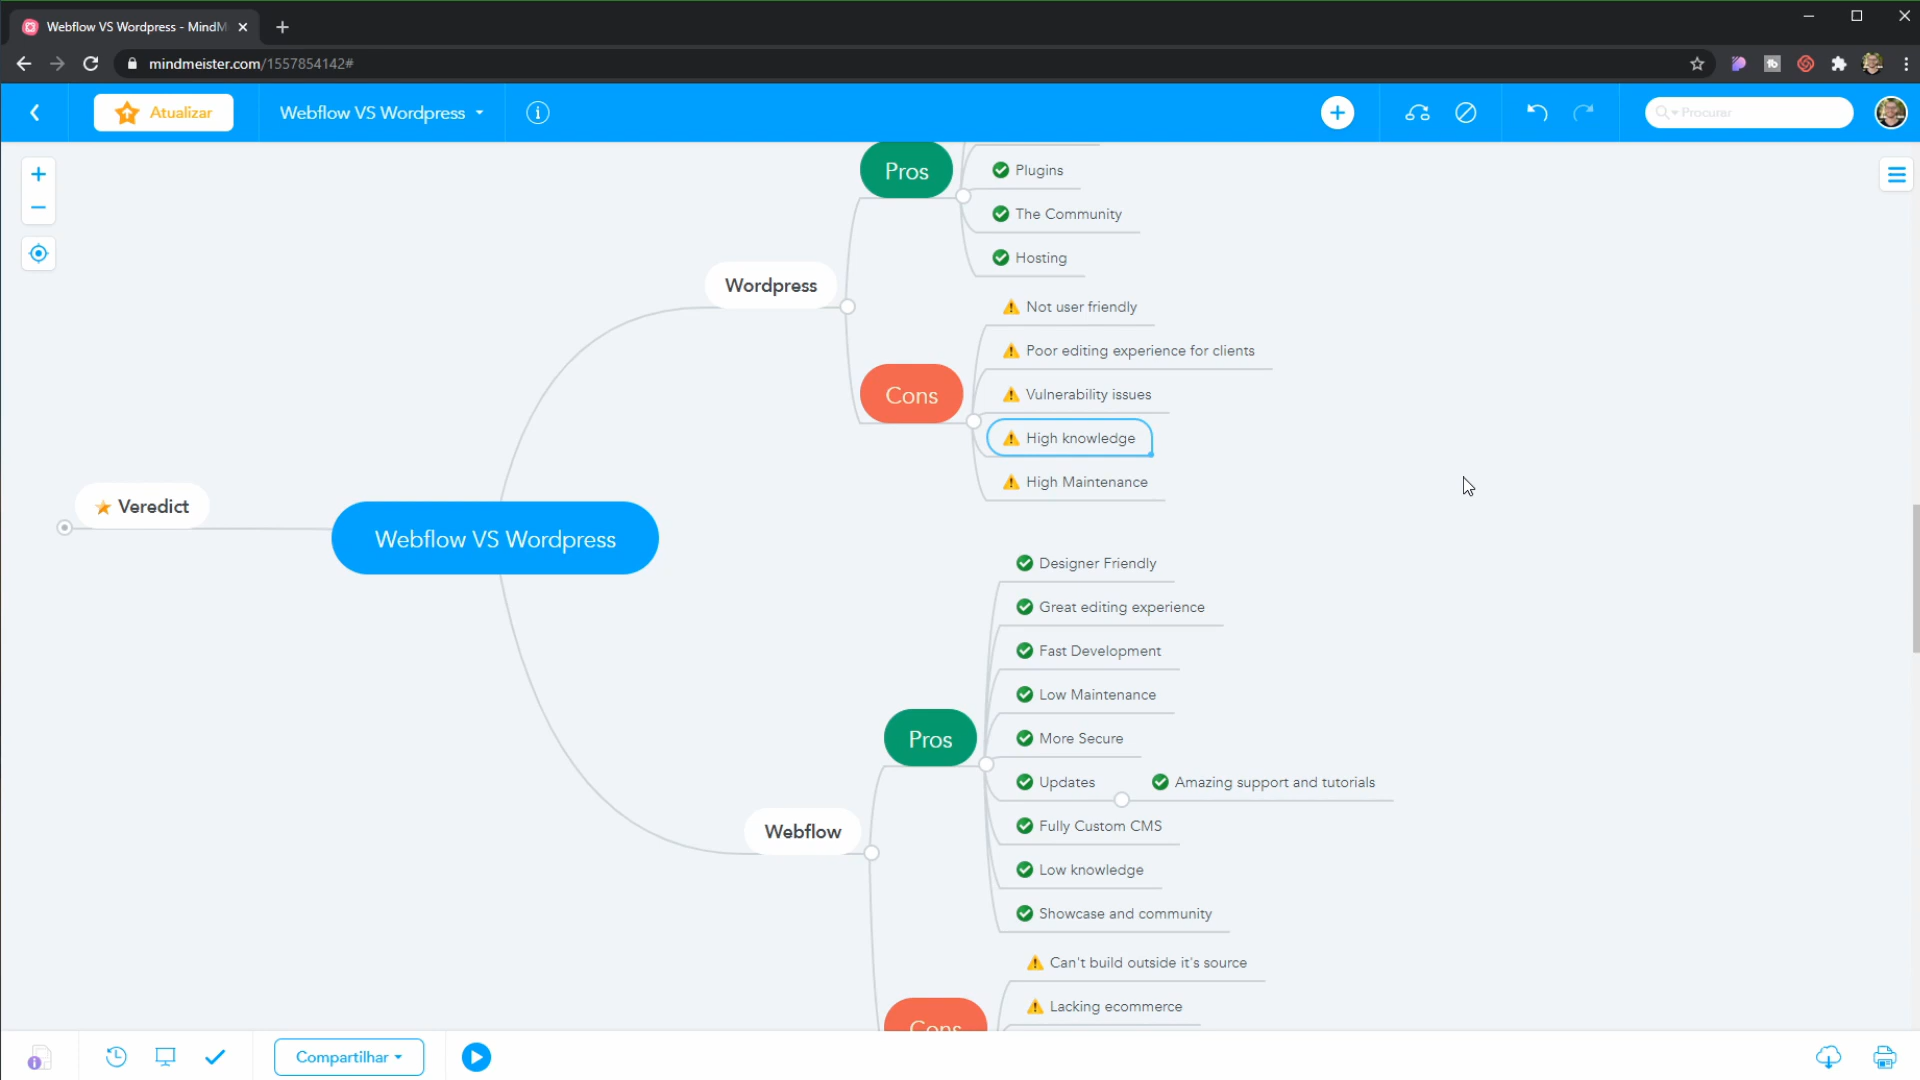 Webflow VS Wordpress - MindM
mindmeister.com/1557854142#
Atualizar
Webflow VS Wordpress
Procurar
Pros
Plugins
The Community
Hosting
Wordpress
Not user friendly
Poor editing experience for clients
Cons
Vulnerability issues
High knowledge
High Maintenance
Veredict
Webflow VS Wordpress
Designer Friendly
Great editing experience
Fast Development
Low Maintenance
Pros
More Secure
Updates
Amazing support and tutorials
Fully Custom CMS
Webflow
Low knowledge
Showcase and community
Can't build outside it's source
Lacking ecommerce
Cons
Compartilhar